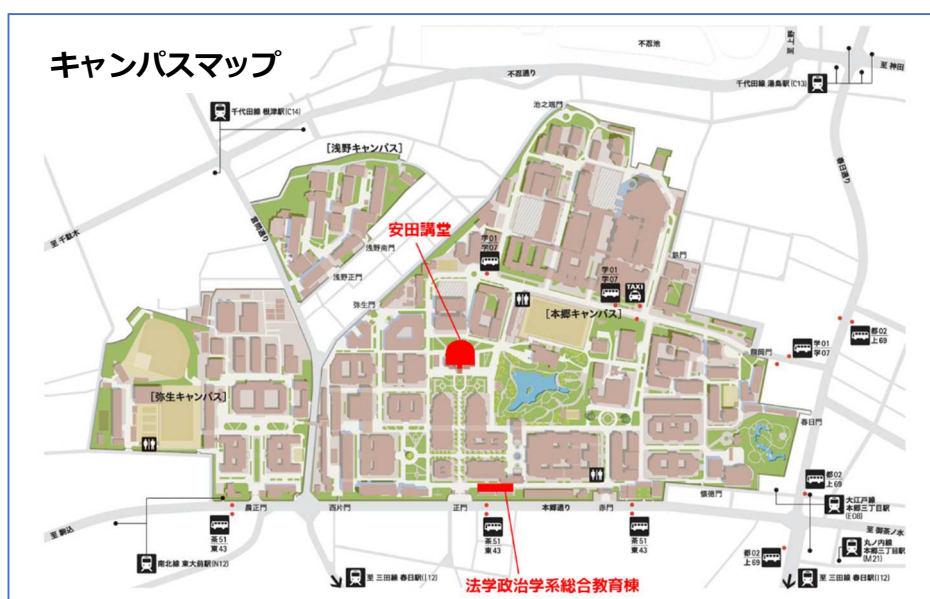 キャンパスマップ
不忍池
至 上野
至 神田
千代田線 湯島駅(C13)
不忍通り
千代田線 根津駅(C14)
池之端門
[浅野キャンパス]
春日通り
至 千駄木
安田講堂
学01
学07
浅野南門
浅野正門
学01
学07
TAXI
鉄門
弥生門
[本郷キャンパス]
都02
上69
学01
学07
龍岡門
[弥生キャンパス]
春日門
都02
上69
懐徳門
大江戸線
本郷三丁目駅
(E08)
農正門
西片門
正門
本郷通り
赤門
至 駒込
茶51
東43
茶51
東43
茶51
東43
至 御茶ノ水
丸ノ内線
本郷三丁目駅
(M21)
南北線 東大前駅(N12)
都02
上69
至 三田線 春日駅(I12)
法学政治学系総合教育棟
至 三田線 春日駅(I12)